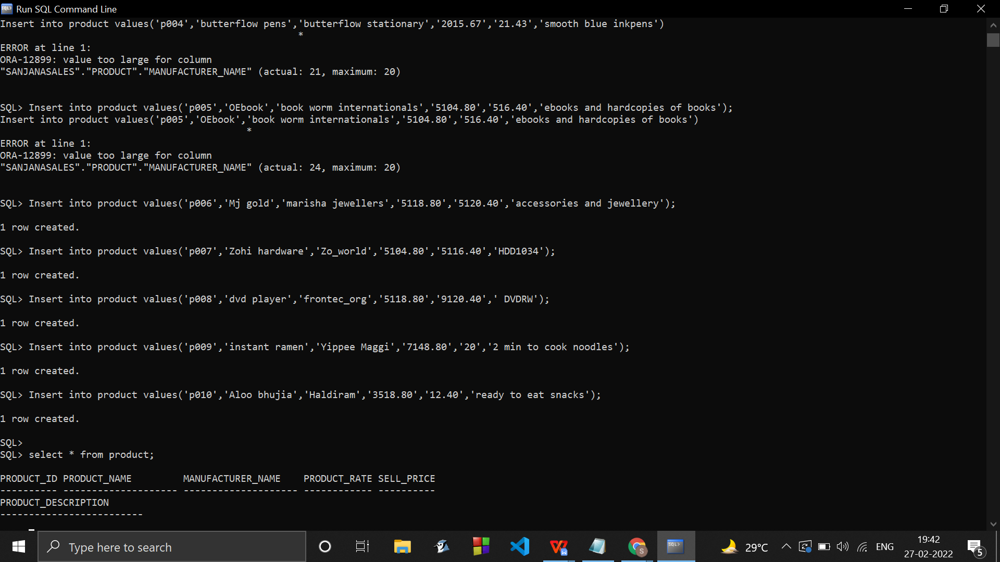 Run SQL Command Line
Insert into product values('p004','butterflow pens','butterflow stationary','2015.67','21.43','smooth blue inkpens')
*
ERROR at line 1:
ORA-12899: value too large for column
"SANJANASALES"."PRODUCT"."MANUFACTURER_NAME" (actual: 21, maximum: 20)
SQL> Insert into product values('p005','OEbook','book worm internationals','5104.80','516.40','ebooks and hardcopies of books');
Insert into product values('p005','OEbook','book worm internationals','5104.80','516.40','ebooks and hardcopies of books')
*
ERROR at line 1:
ORA-12899: value too large for column
"SANJANASALES"."PRODUCT"."MANUFACTURER_NAME" (actual: 24, maximum: 20)
SQL> Insert into product values('p006','Mj gold','marisha jewellers','5118.80','5120.40','accessories and jewellery');
1 row created.
SQL> Insert into product values('p007','Zohi hardware','Zo_world','5104.80','5116.40','HDD1034');
1 row created.
SQL> Insert into product values('p008','dvd player','frontec_org','5118.80','9120.40',' DVDRW');
1 row created.
SQL> Insert into product values('p009','instant ramen','Yippee Maggi','7148.80','20','2 min to cook noodles');
1 row created.
SQL> Insert into product values('p010','Aloo bhujia','Haldiram','3518.80','12.40','ready to eat snacks');
1 row created.
SQL>
SQL> select * from product;
PRODUCT_ID PRODUCT_NAME         MANUFACTURER_NAME    PRODUCT_RATE SELL_PRICE
---------- -------------------- -------------------- ------------ ----------
PRODUCT_DESCRIPTION
-------------------------
Type here to search
29°C
ENG
19:42
27-02-2022
5